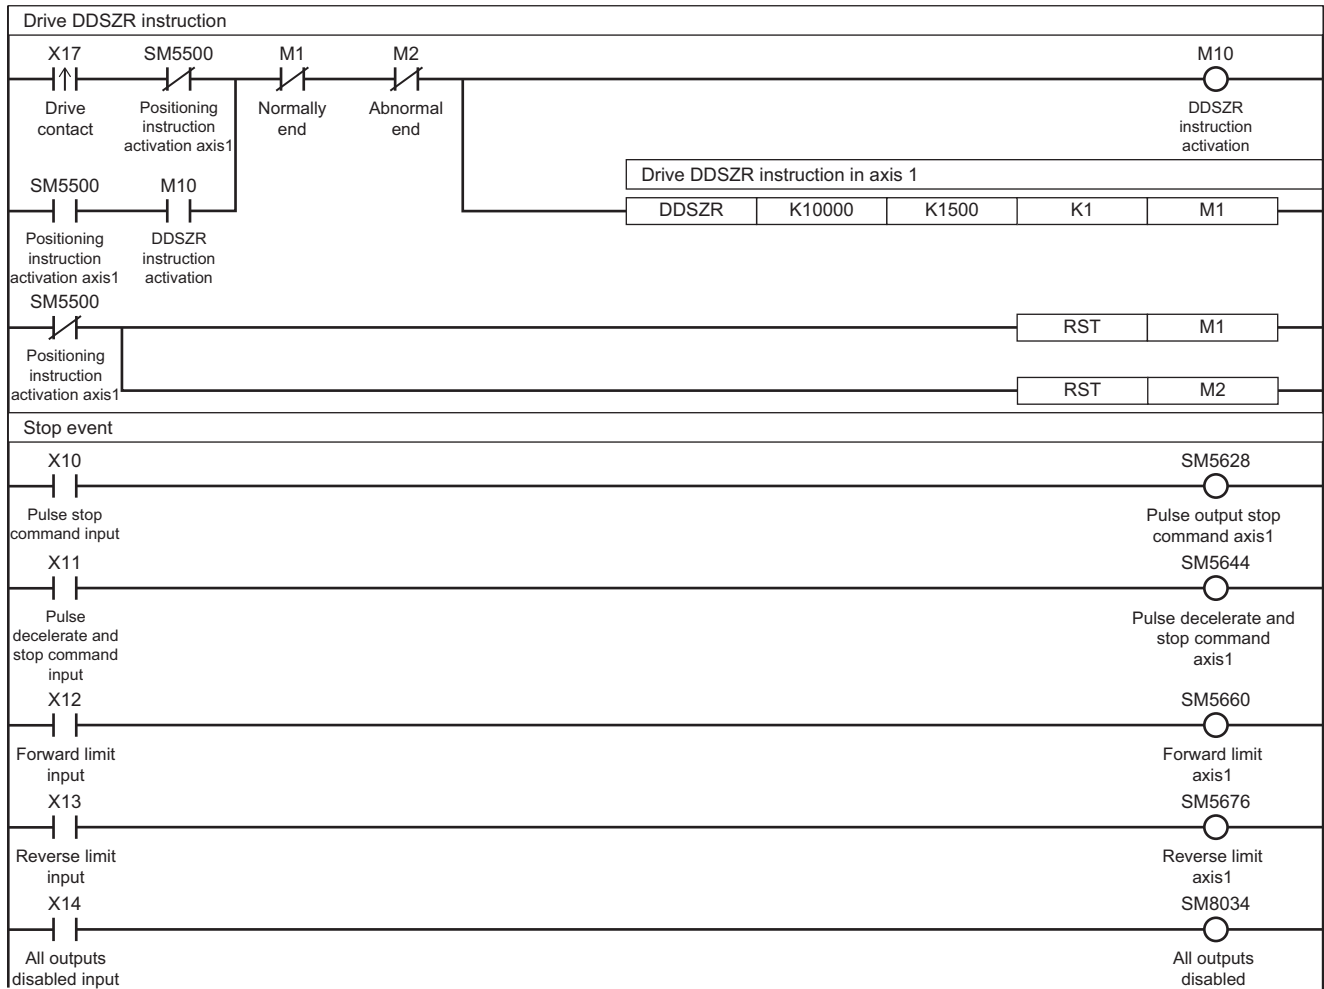 Drive DDSZR instruction
X17 SM5500 M1 M2 M10
Drive Positioning Normally Abnormal DDSZR
contact instruction end end instruction
activation axis1 activation
Drive DDSZR instruction in axis 1
SM5500 M10
DDSZR K10000 K1500 K1 M1
Positioning DDSZR
instruction instruction
activation axis1 activation
SM5500
RST M1
Positioning
instruction
activation axis1
RST M2
Stop event
X10 SM5628
Pulse stop Pulse output stop
command input command axis1
X11 SM5644
Pulse Pulse decelerate and
decelerate and stop command
stop command axis1
input
X12 SM5660
Forward limit Forward limit
input axis1
X13 SM5676
Reverse limit Reverse limit
input axis1
X14 SM8034
All outputs All outputs
disabled input disabled